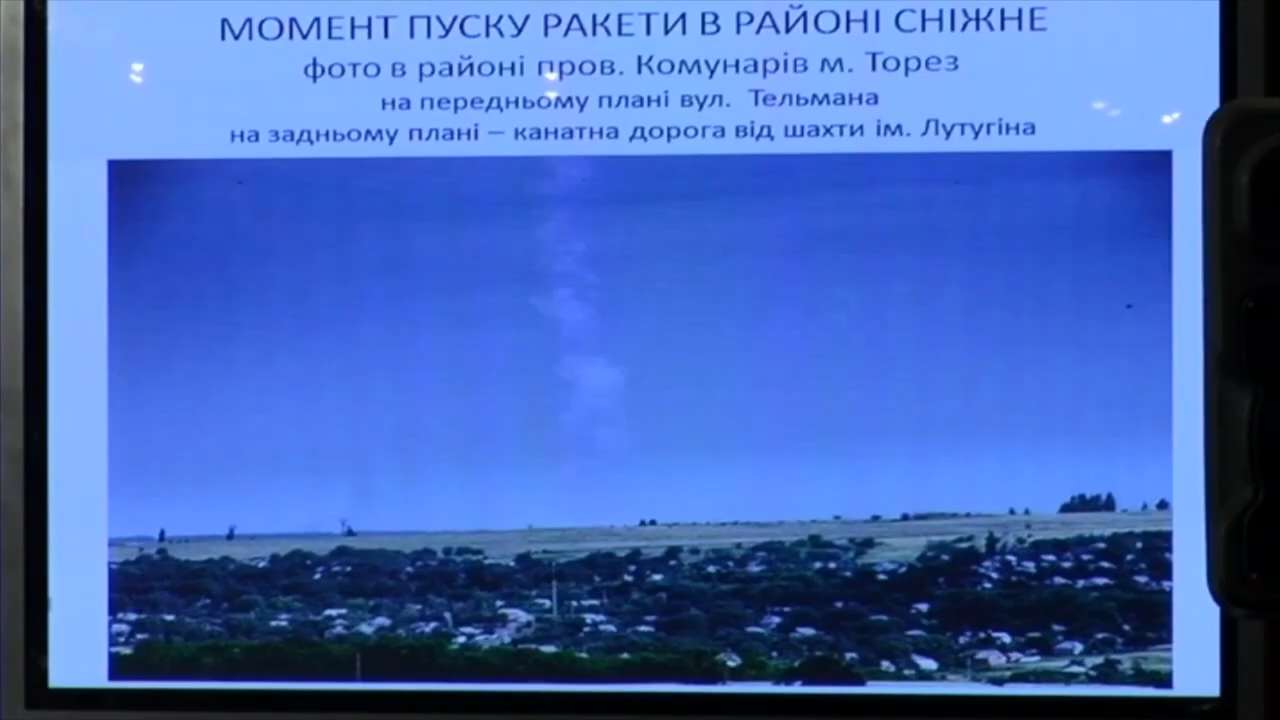 МОМЕНТ ПУСКУ РАКЕТИ В РАЙОНІ СНІЖНЕ
фото в районі пров. Комунарів м. Торез
на передньому плані вул. Тельмана
на задньому плані – канатна дорога від шахти ім. Лутугіна